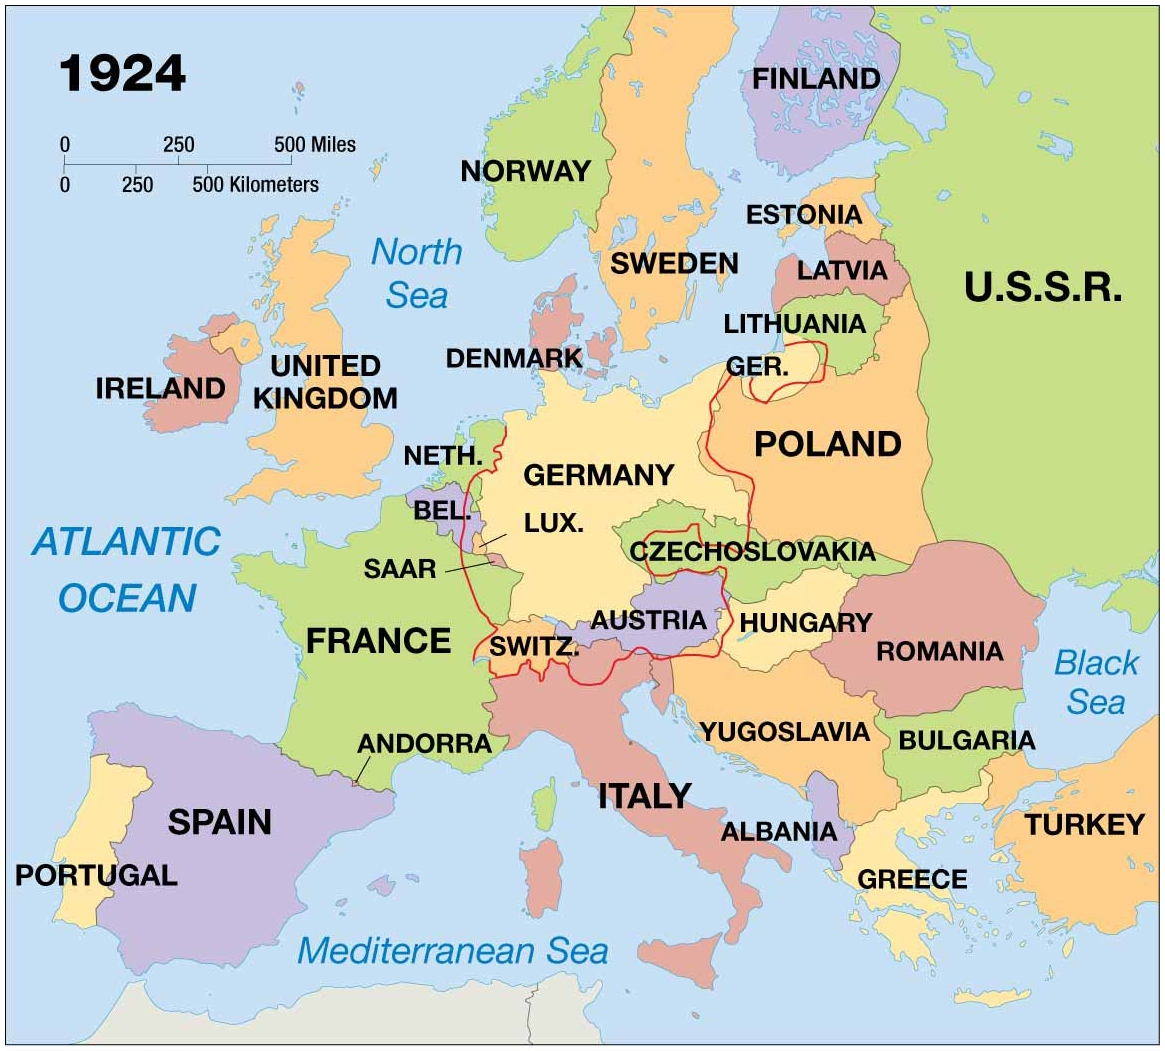 1924
0 250 500 Miles
0 250 500 Kilometers
FINLAND
NORWAY
ESTONIA
North
Sea
SWEDEN
LATVIA
U.S.S.R.
LITHUANIA
DENMARK
GER.
UNITED
KINGDOM
IRELAND
POLAND
NETH.
GERMANY
BEL.
LUX.
ATLANTIC
OCEAN
CZECHOSLOVAKIA
SAAR
AUSTRIA
HUNGARY
FRANCE
SWITZ.
ROMANIA
Black
Sea
YUGOSLAVIA
BULGARIA
ANDORRA
ITALY
SPAIN
ALBANIA
TURKEY
PORTUGAL
GREECE
Mediterranean Sea